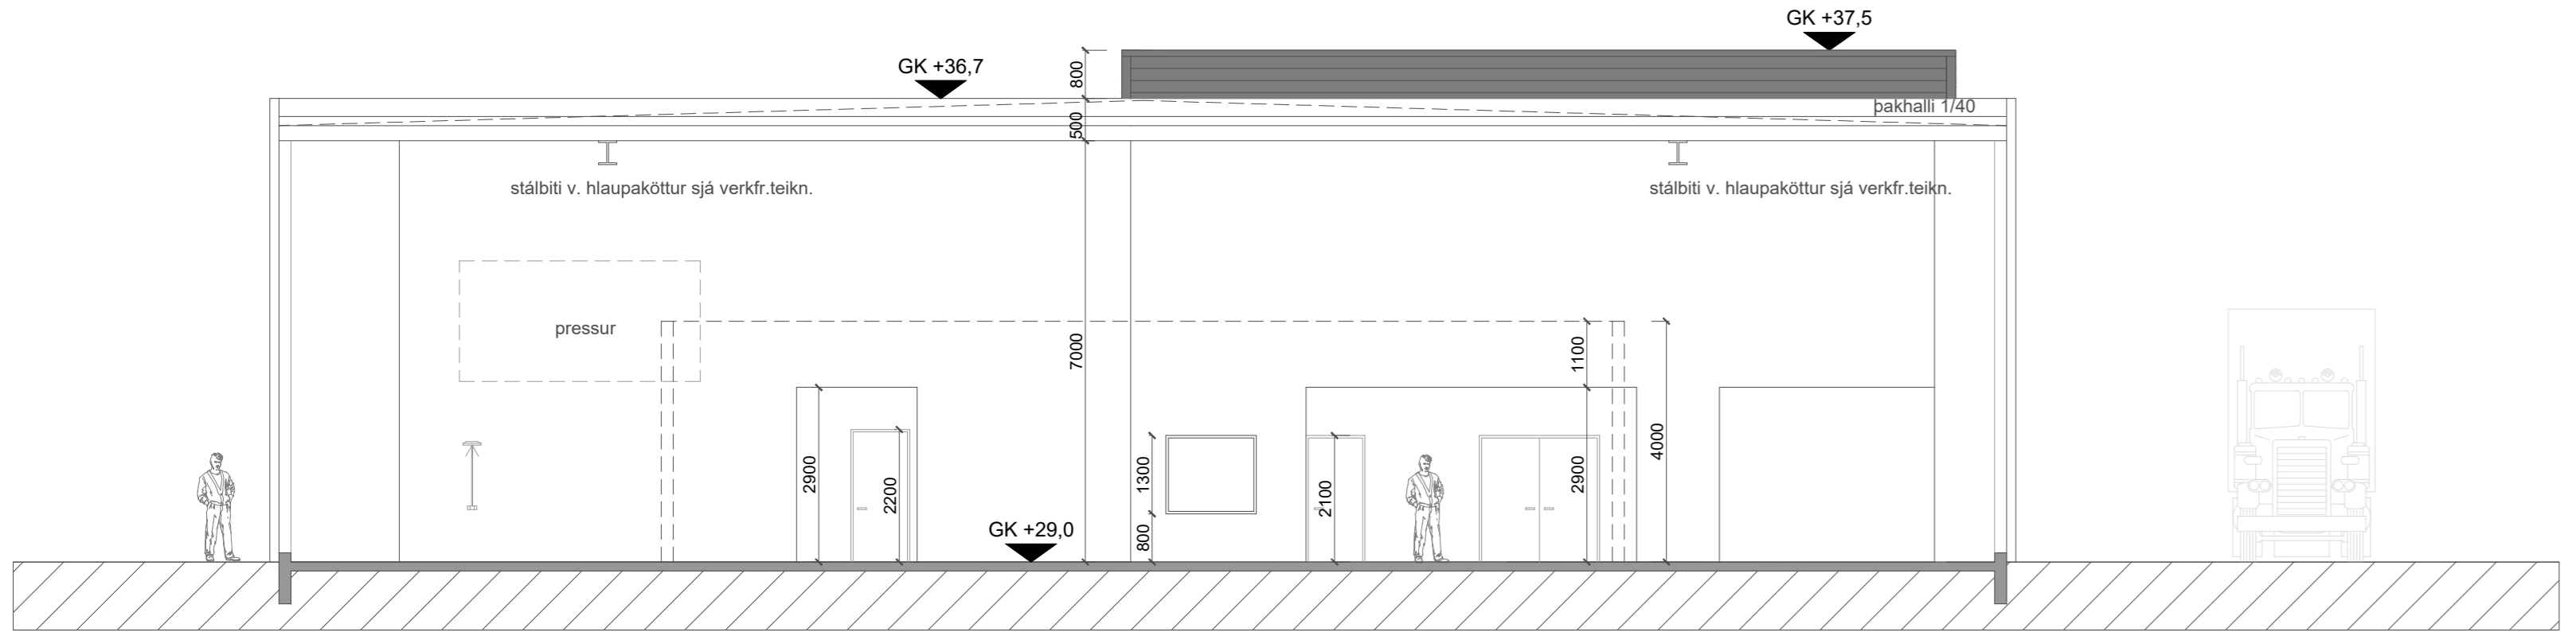 GK +37,5
GK +36,7
800
þakhalli 1/40
500
stálbiti v. hlaupaköttur sjá verkfr.teikn.
stálbiti v. hlaupaköttur sjá verkfr.teikn.
pressur
7000
1100
4000
2900
2200
1300
2100
2900
GK +29,0
800